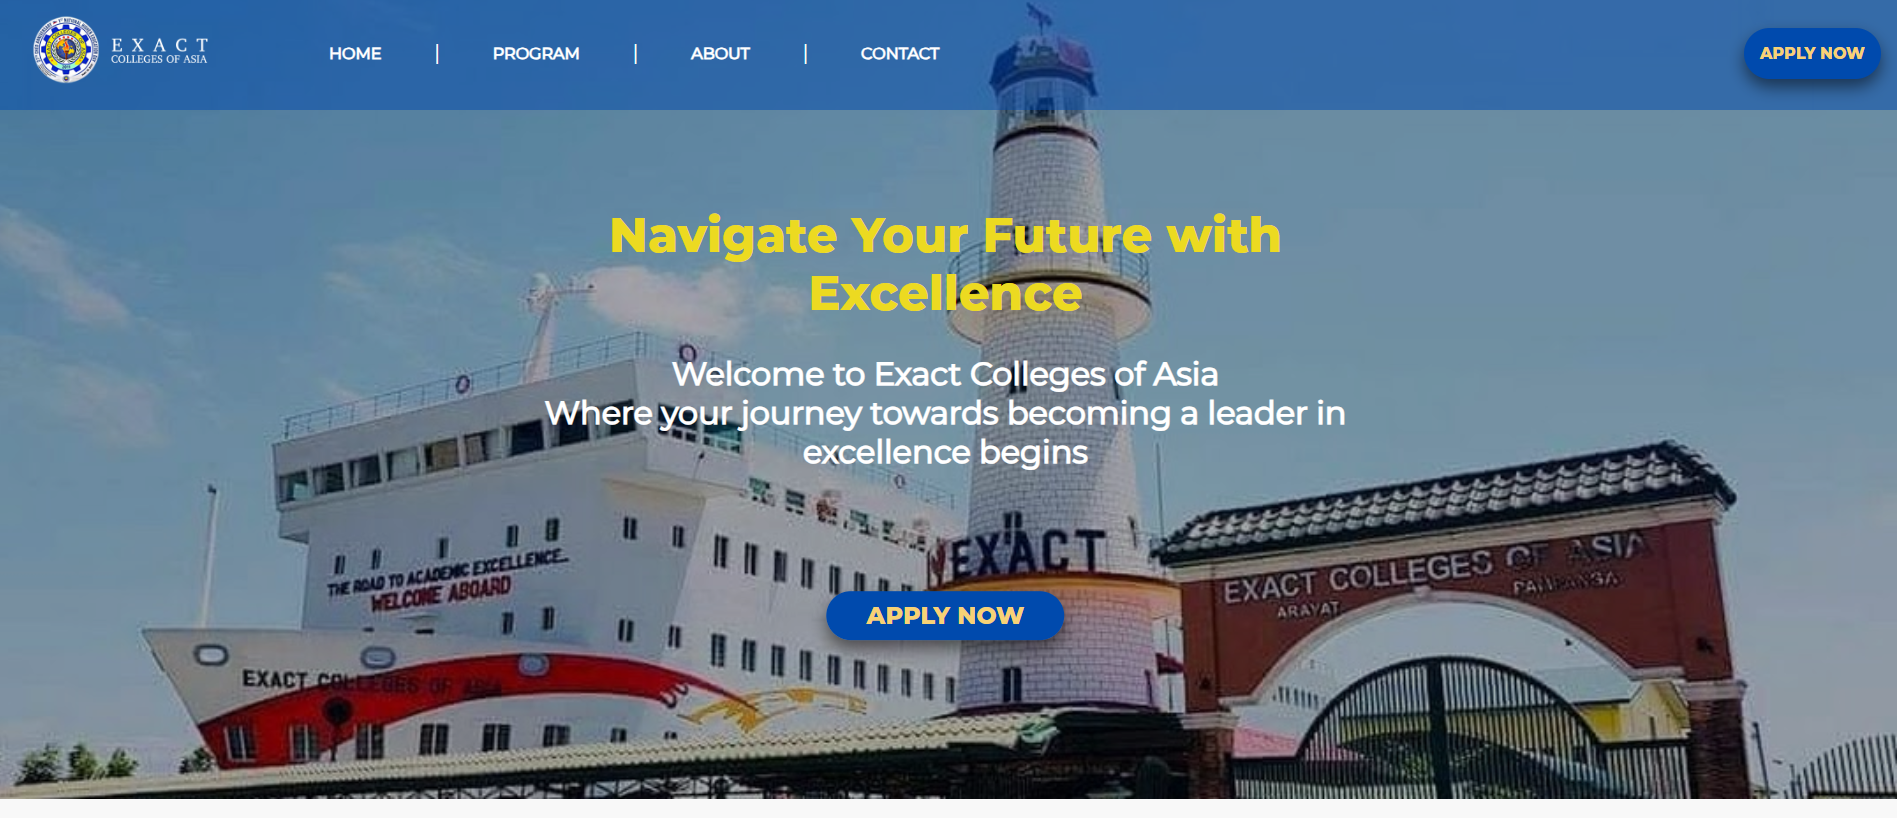 EXACT
COLLEGES OF ASIA
HOME | PROGRAM | ABOUT | CONTACT
APPLY NOW
Navigate Your Future with
Excellence
Welcome to Exact Colleges of Asia
Where your journey towards becoming a leader in
excellence begins
THE ROAD TO ACADEMIC EXCELLENCE...
WELCOME ABOARD
EXACT
EXACT COLLEGES OF ASIA
ARAYAT PAMPANGA
APPLY NOW
EXACT COLLEGES OF ASIA